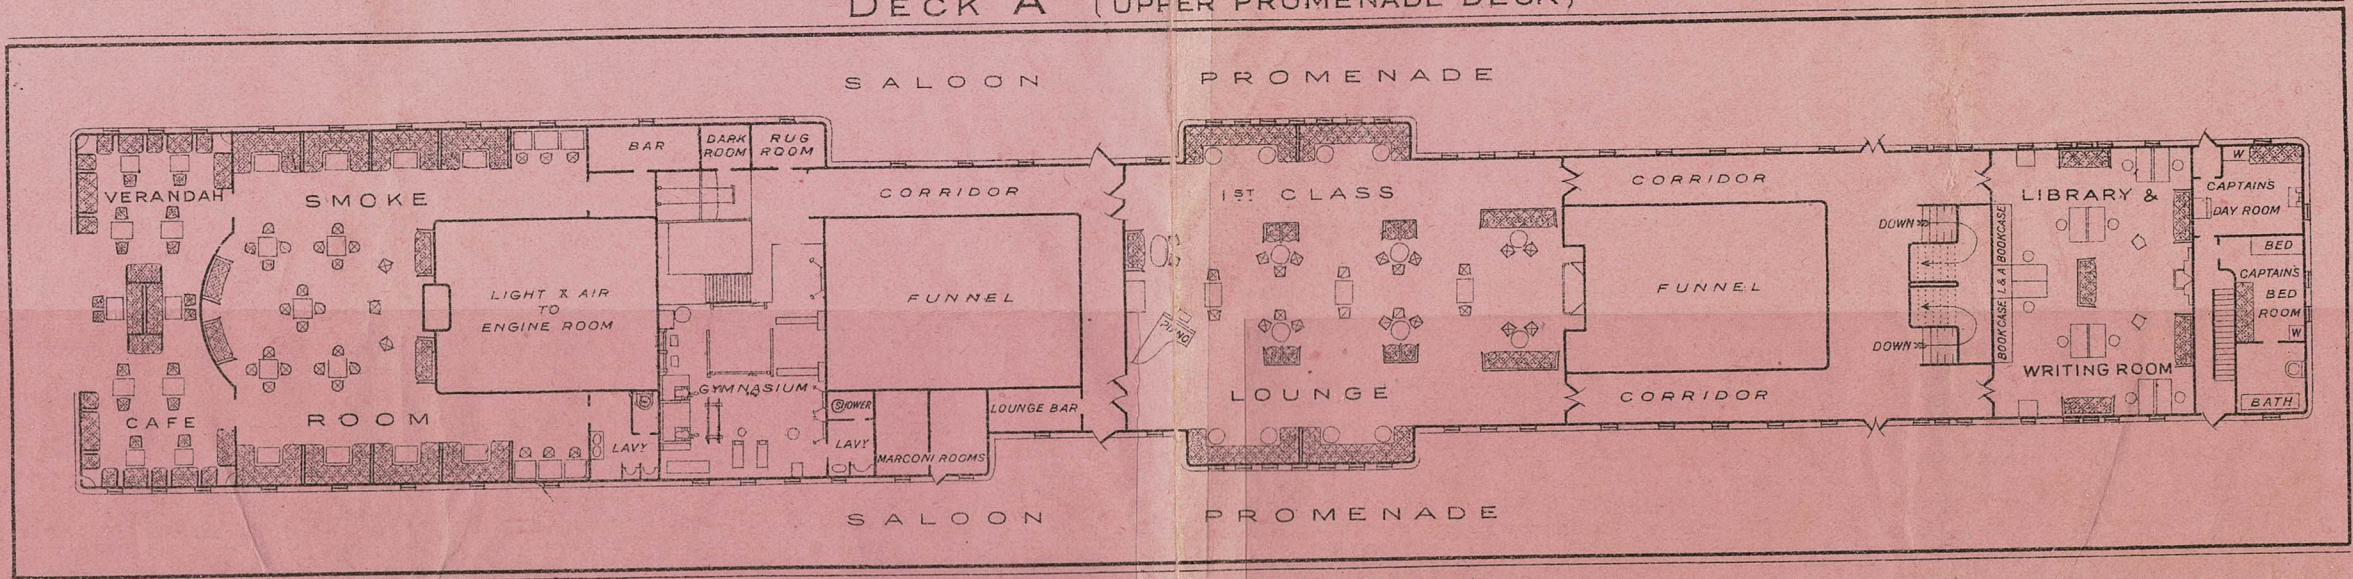 DECK A (UPPER PROMENADE DECK)
SALOON PROMENADE
VERANDAH
CAFE
SMOKE
ROOM
BAR
DARK
ROOM
RUG
ROOM
LIGHT & AIR
TO
ENGINE ROOM
LAVY
GYMNASIUM
CORRIDOR
FUNNEL
SHOWER
LAVY
MARCONI ROOMS
LOUNGE BAR
PIANO
1ST CLASS
LOUNGE
CORRIDOR
FUNNEL
CORRIDOR
DOWN
DOWN
BOOKCASE L & A BOOKCASE
LIBRARY &
WRITING ROOM
W
CAPTAINS
DAY ROOM
BED
CAPTAINS
BED
ROOM
W
BATH
SALOON PROMENADE